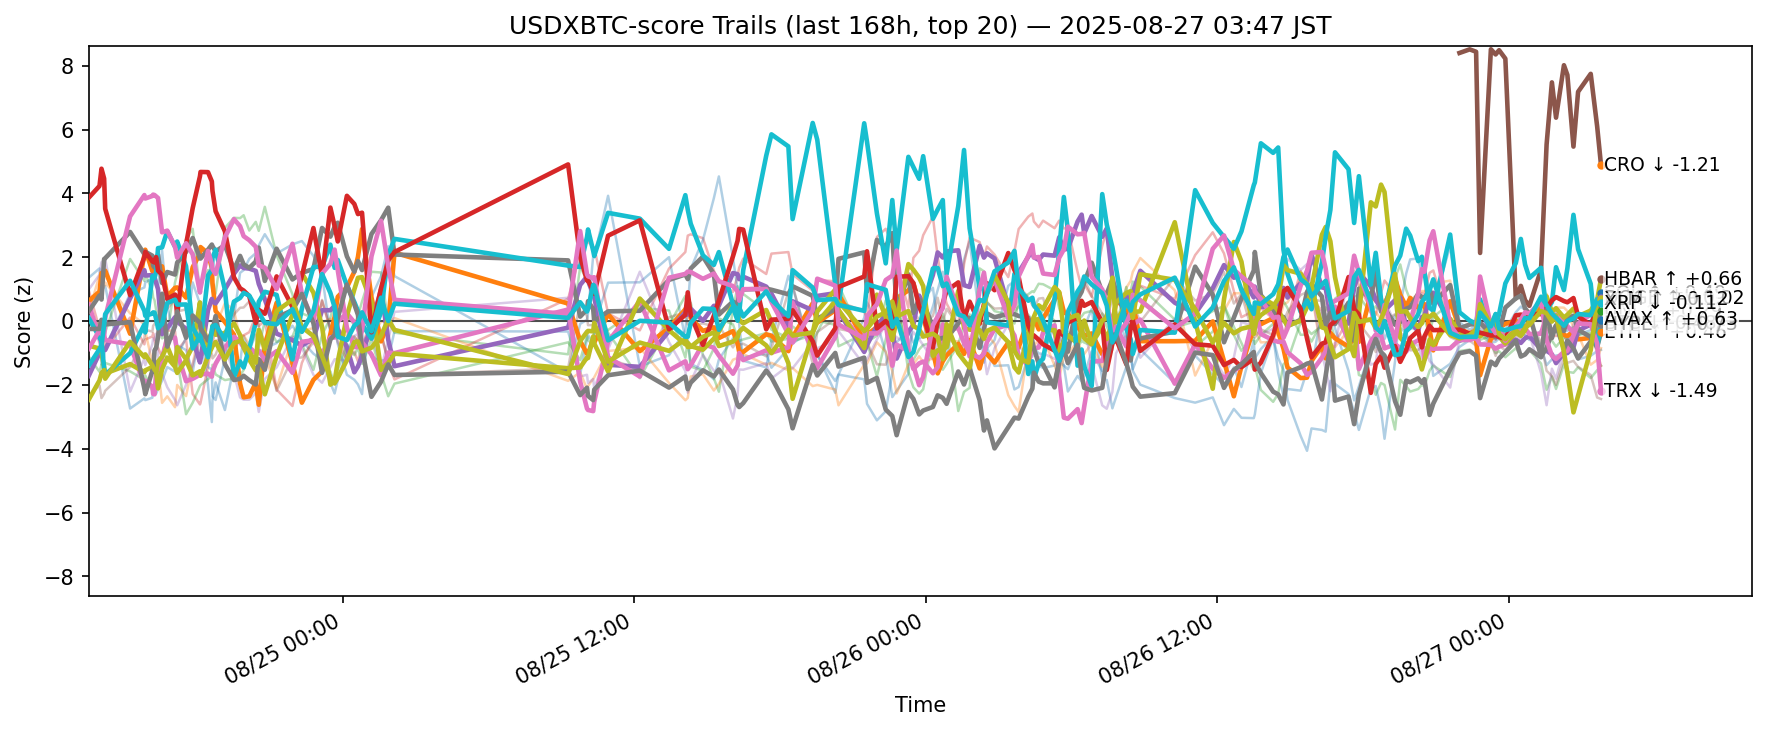 USDXBTC-score Trails (last 168h, top 20) — 2025-08-27 03:47 JST
Score (z)
8
6
4
2
0
−2
−4
−6
−8
CRO ↓ -1.21
HBAR ↑ +0.66
XRP ↓ -0.12
AVAX ↑ +0.63
TRX ↓ -1.49
08/25 00:00
08/25 12:00
08/26 00:00
08/26 12:00
08/27 00:00
Time